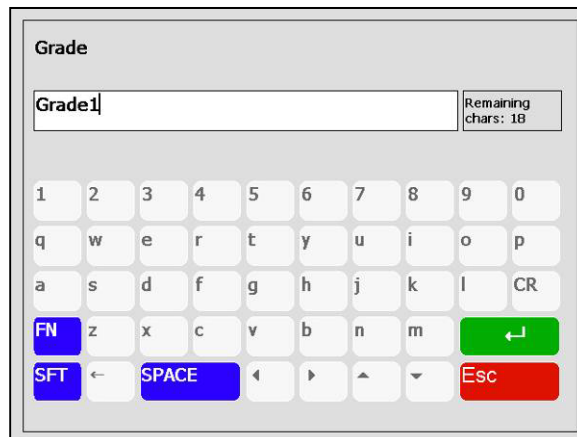 Grade
Grade1
Remaining
chars: 18
1 2 3 4 5 6 7 8 9 0
q w e r t y u i o p
a s d f g h j k l CR
FN z x c v b n m ↵
SFT ← SPACE ◀ ▶ ▲ ▼ Esc